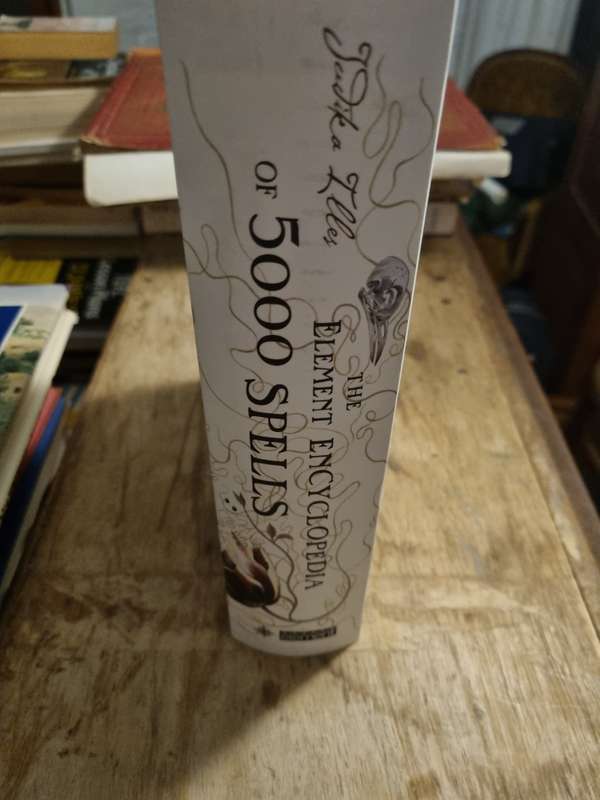 Judika Illes
THE
ELEMENT ENCYCLOPEDIA
OF 5000 SPELLS